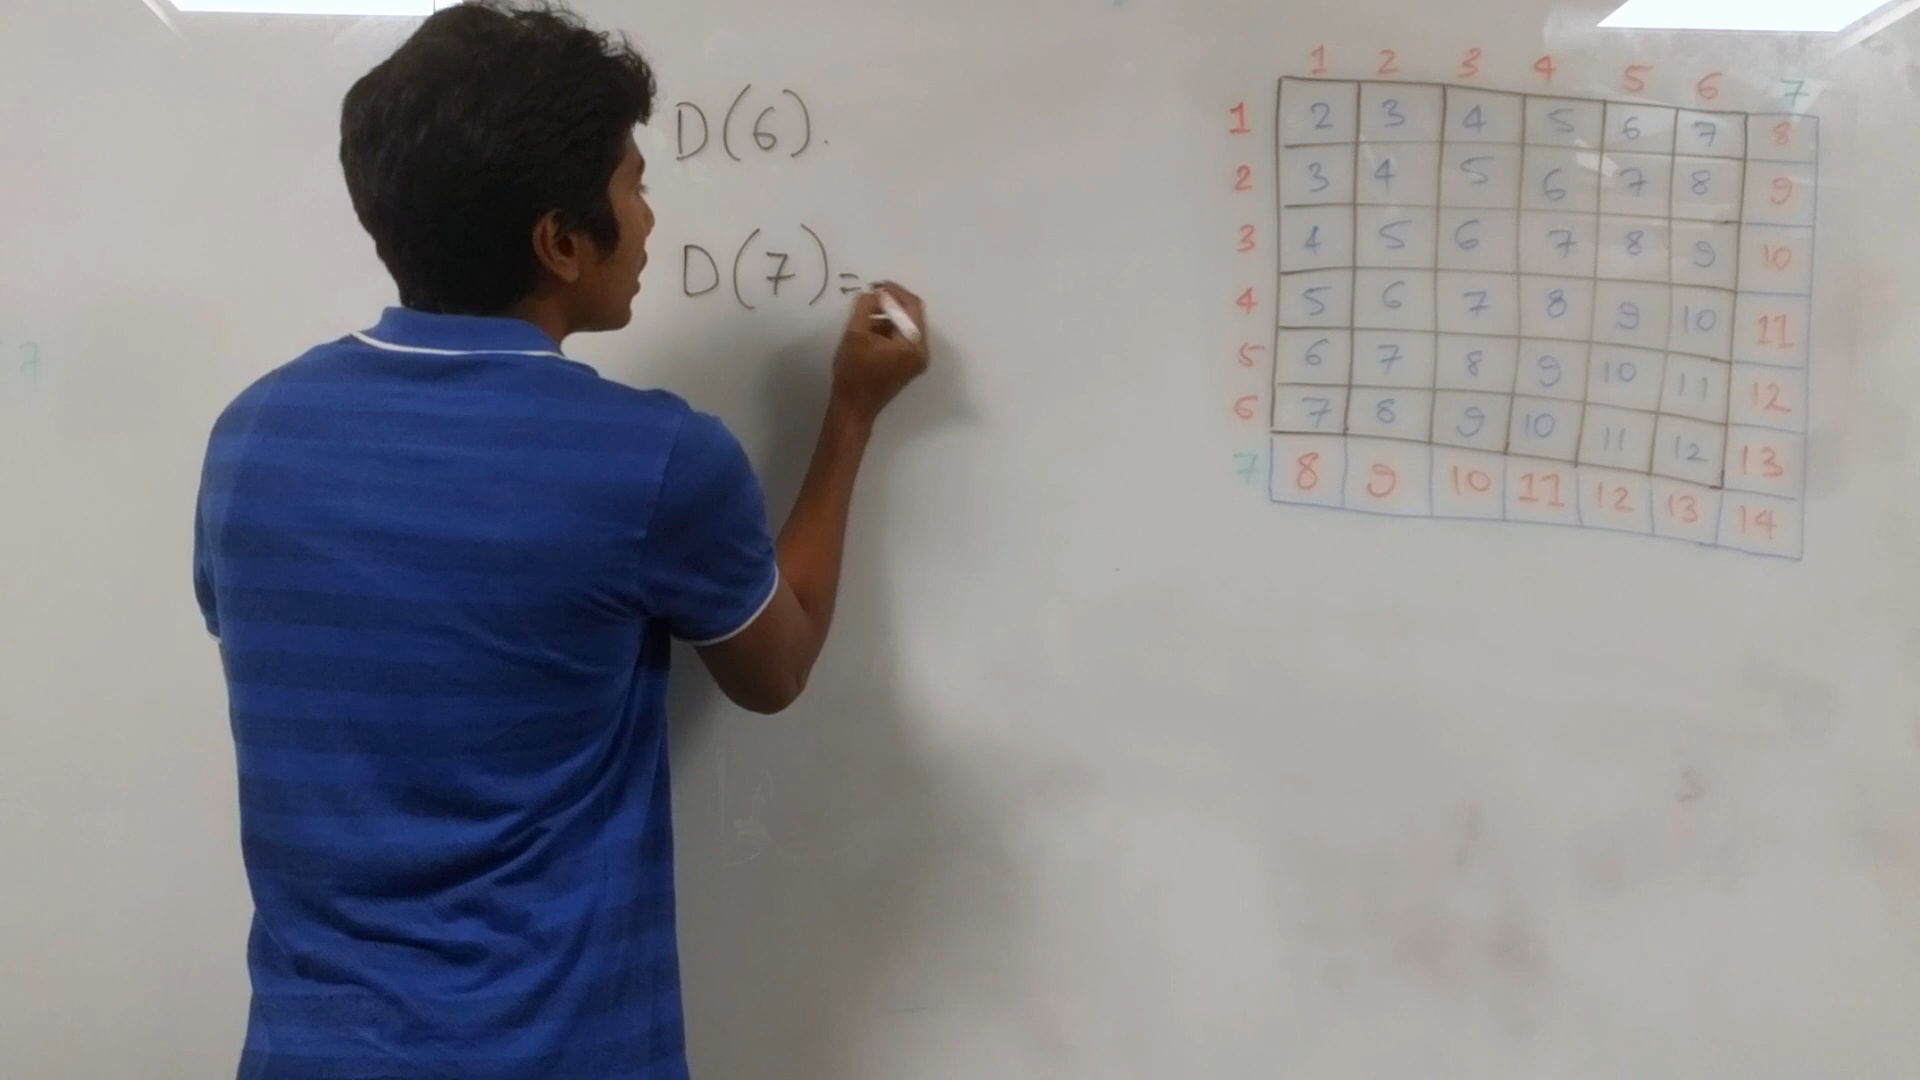 D(6).
D(7)=
1 2 3 4 5 6 7
1 2 3 4 5 6 7 8
2 3 4 5 6 7 8 9
3 4 5 6 7 8 9 10
4 5 6 7 8 9 10 11
5 6 7 8 9 10 11 12
6 7 8 9 10 11 12 13
7 8 9 10 11 12 13 14
7